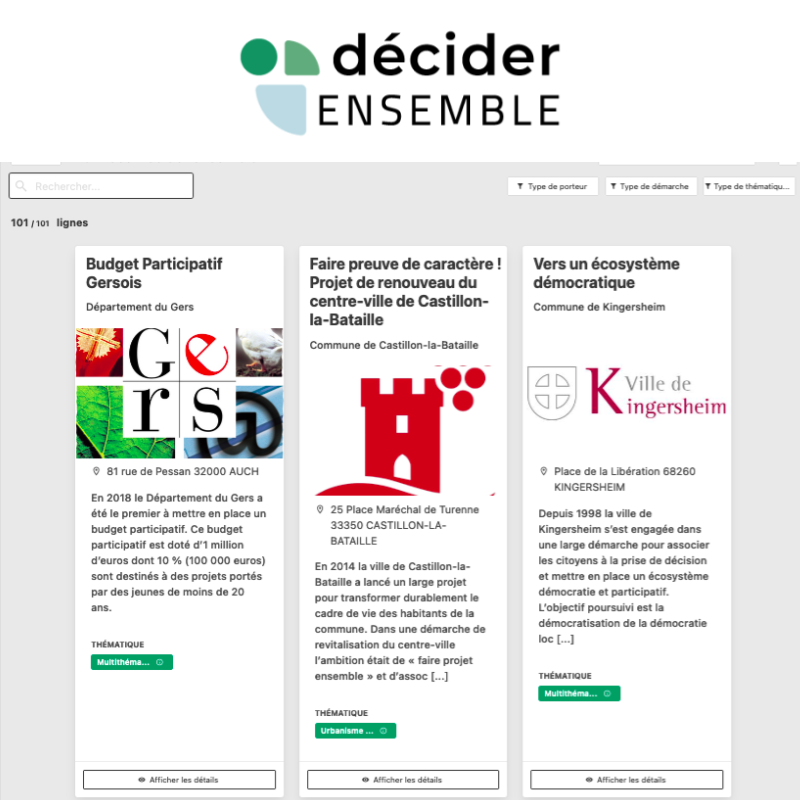 décider
ENSEMBLE
Rechercher...
Type de porteur
Type de démarche
Type de thématiqu...
101 / 101 lignes
Budget Participatif
Gersois
Département du Gers
Ge
rs
@
81 rue de Pessan 32000 AUCH
En 2018 le Département du Gers a
été le premier à mettre en place un
budget participatif. Ce budget
participatif est doté d'1 million
d'euros dont 10 % (100 000 euros)
sont destinés à des projets portés
par des jeunes de moins de 20
ans.
THÉMATIQUE
Multithéma...
Afficher les détails
Faire preuve de caractère !
Projet de renouveau du
centre-ville de Castillon-
la-Bataille
Commune de Castillon-la-Bataille
25 Place Maréchal de Turenne
33350 CASTILLON-LA-
BATAILLE
En 2014 la ville de Castillon-la-
Bataille a lancé un large projet
pour transformer durablement le
cadre de vie des habitants de la
commune. Dans une démarche de
revitalisation du centre-ville
l'ambition était de « faire projet
ensemble » et d'assoc [...]
THÉMATIQUE
Urbanisme ...
Afficher les détails
Vers un écosystème
démocratique
Commune de Kingersheim
Ville de
Kingersheim
Place de la Libération 68260
KINGERSHEIM
Depuis 1998 la ville de
Kingersheim s'est engagée dans
une large démarche pour associer
les citoyens à la prise de décision
et mettre en place un écosystème
démocratie et participatif.
L'objectif poursuivi est la
démocratisation de la démocratie
loc [...]
THÉMATIQUE
Multithéma...
Afficher les détails